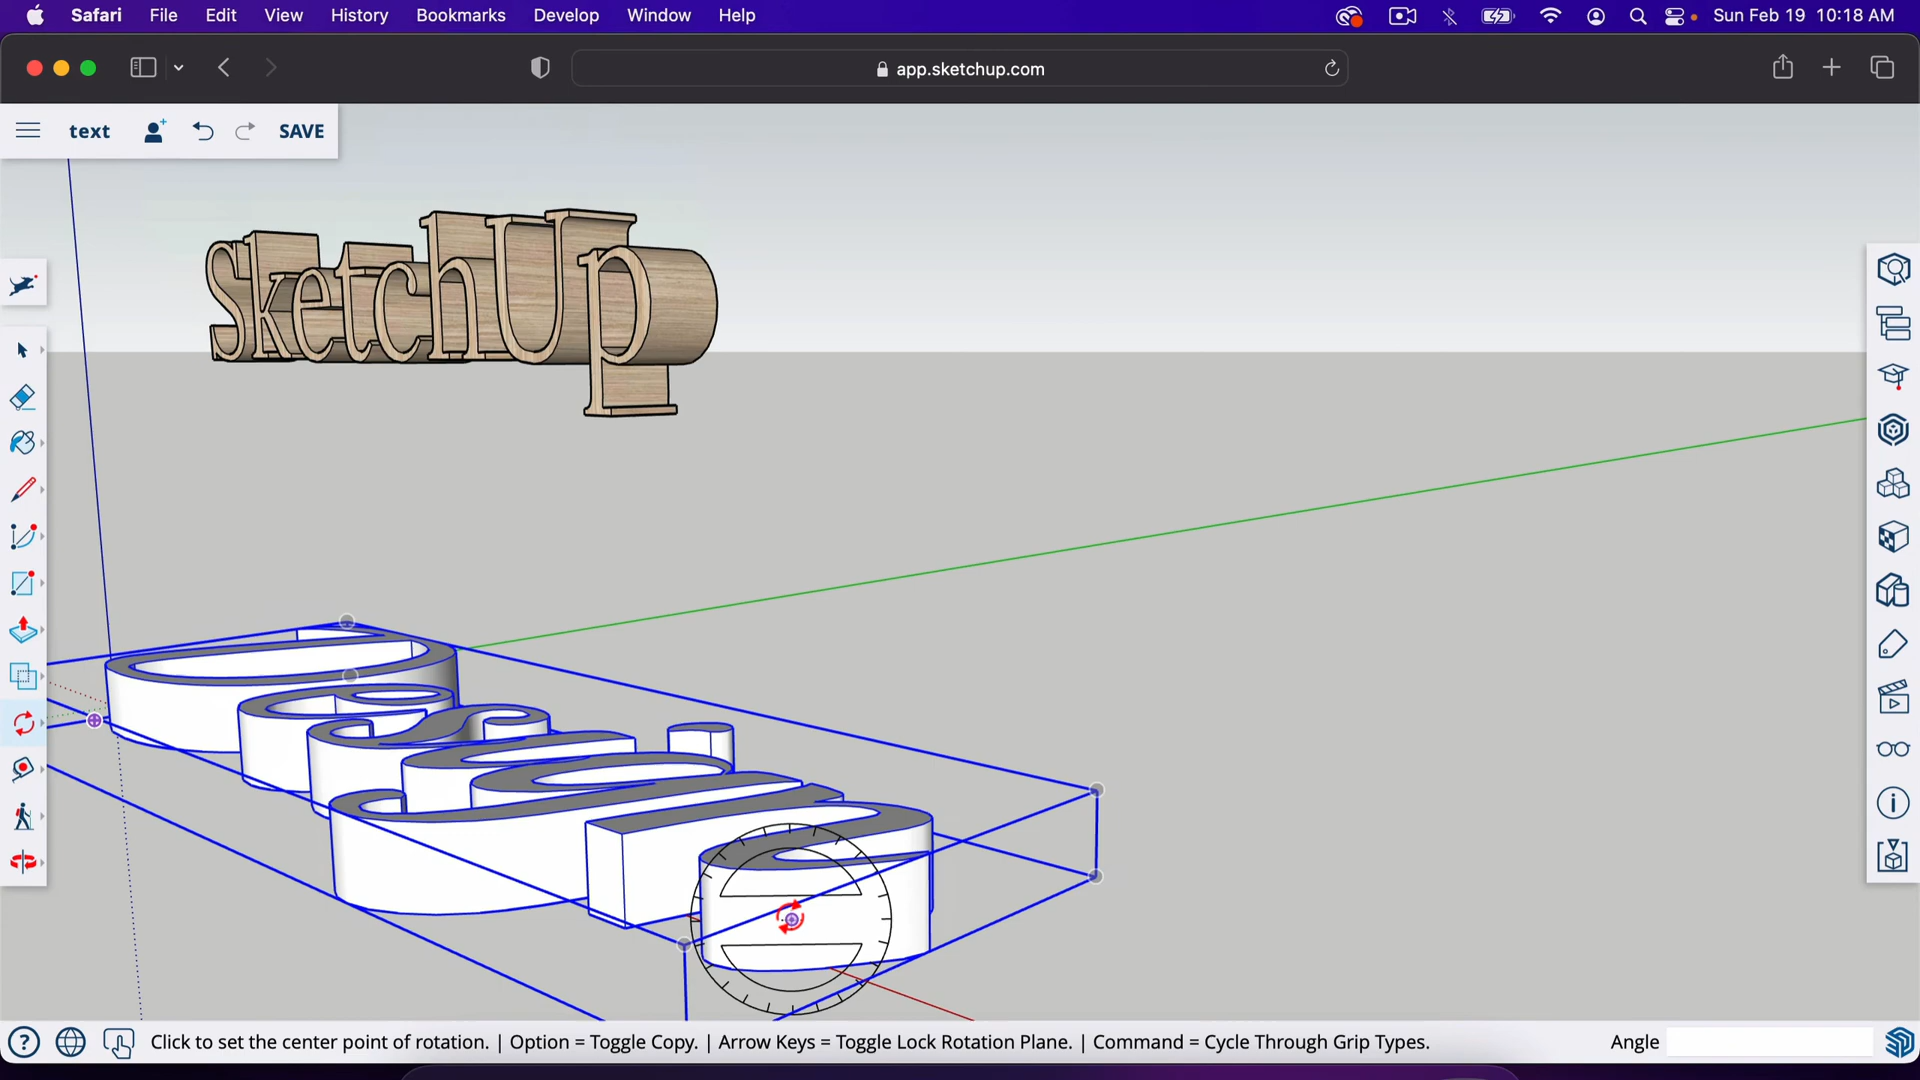 Safari File Edit View History Bookmarks Develop Window Help Sun Feb 19 10:18 AM
app.sketchup.com
text SAVE
SketchUp
Designs
? Click to set the center point of rotation. | Option = Toggle Copy. | Arrow Keys = Toggle Lock Rotation Plane. | Command = Cycle Through Grip Types. Angle